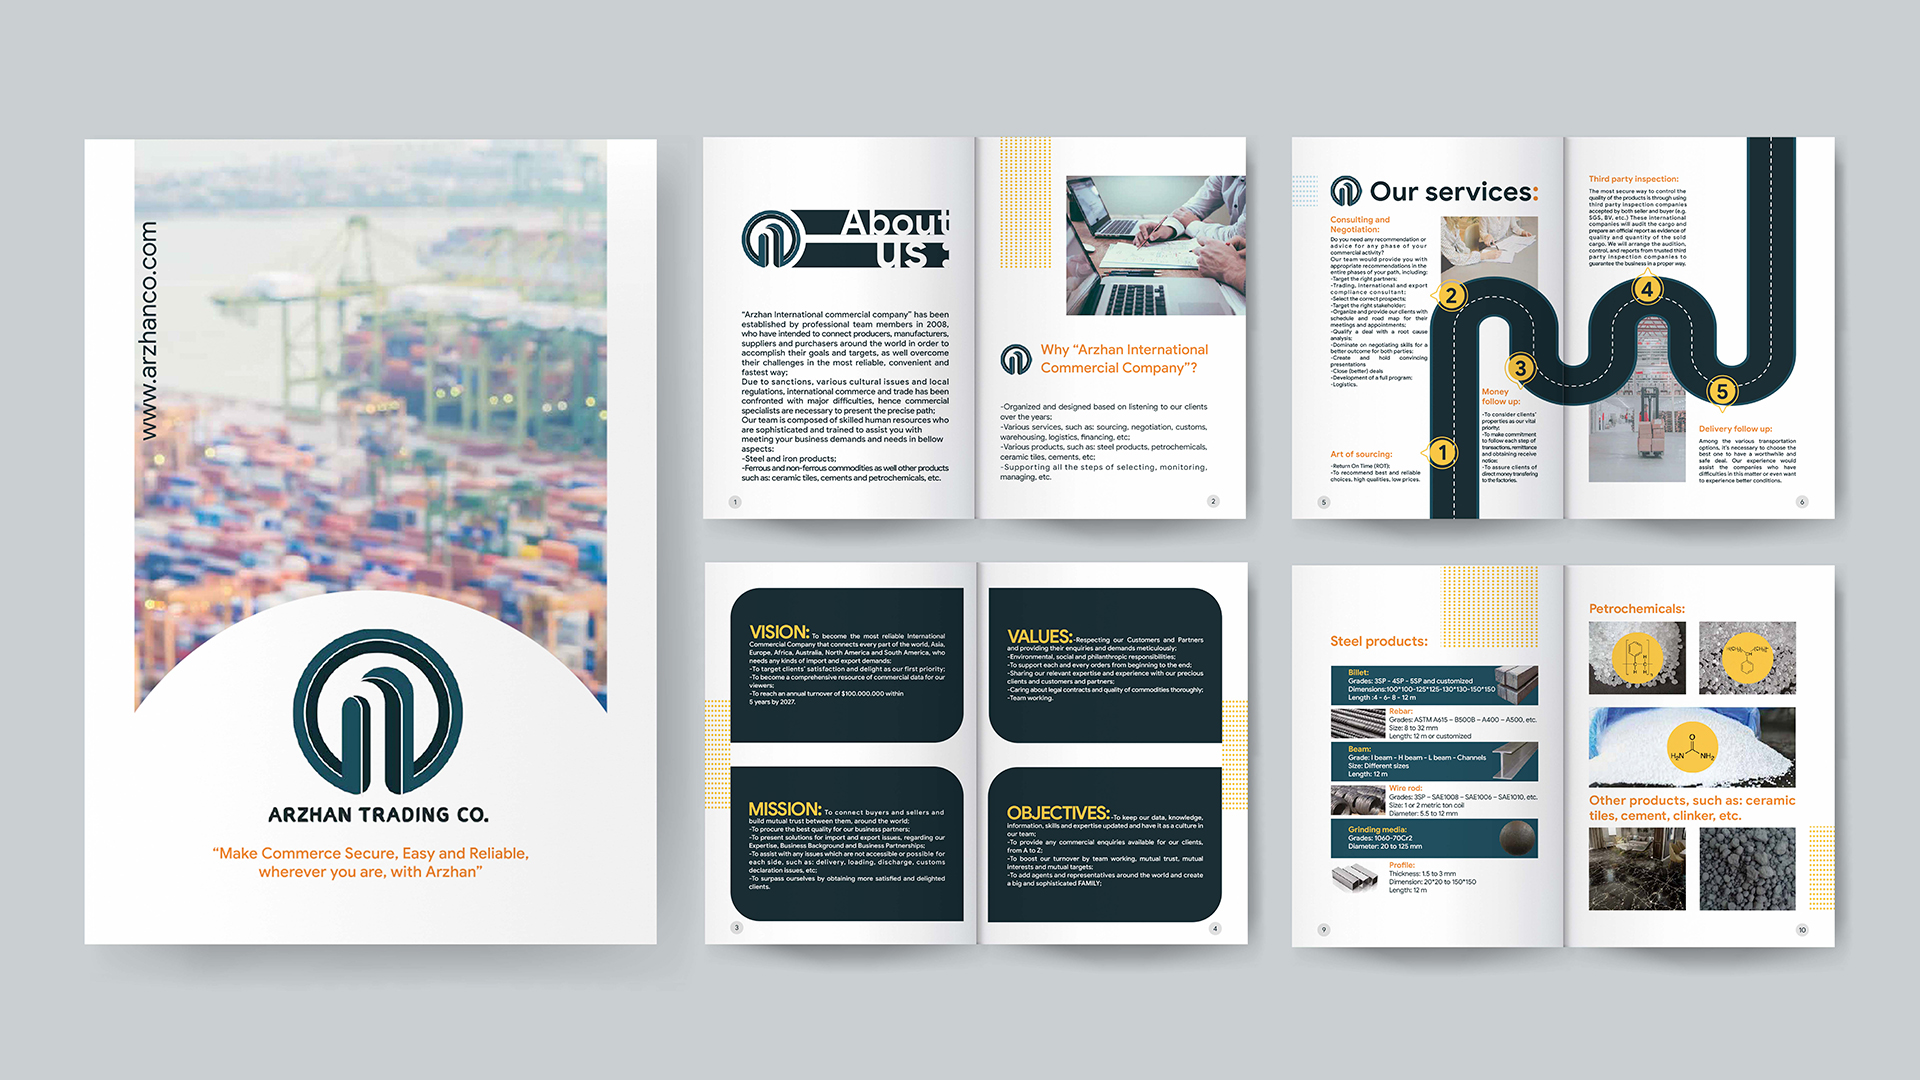 www.arzhanco.com
ARZHAN TRADING CO.
“Make Commerce Secure, Easy and Reliable,
wherever you are, with Arzhan”
About
us :
“Arzhan International commercial company” has been
established by professional team members in 2008,
who have intended to connect producers, manufacturers,
suppliers and purchasers around the world in order to
accomplish their goals and targets, as well overcome
their challenges in the most reliable, convenient and
fastest way;
Due to sanctions, various cultural issues and local
regulations, international commerce and trade has been
confronted with major difficulties, hence commercial
specialists are necessary to present the precise path;
Our team is composed of skilled human resources who
are sophisticated and trained to assist you with
meeting your business demands and needs in bellow
aspects:
-Steel and iron products;
-Ferrous and non-ferrous commodities as well other products
such as: ceramic tiles, cements and petrochemicals, etc.
1
Why “Arzhan International
Commercial Company”?
-Organized and designed based on listening to our clients
over the years;
-Various services, such as: sourcing, negotiation, customs,
warehousing, logistics, financing, etc;
-Various products, such as: steel products, petrochemicals,
ceramic tiles, cements, etc;
-Supporting all the steps of selecting, monitoring,
managing, etc.
2
VISION: To become the most reliable International
Commercial Company that connects every part of the world, Asia,
Europe, Africa, Australia, North America and South America, who
needs any kinds of import and export demands:
-To target clients’ satisfaction and delight as our first priority;
-To become a comprehensive resource of commercial data for our
viewers;
-To reach an annual turnover of $100.000.000 within
5 years by 2027.
MISSION: To connect buyers and sellers and
build mutual trust between them, around the world;
-To procure the best quality for our business partners;
-To present solutions for import and export issues, regarding our
Expertise, Business Background and Business Partnerships;
-To assist with any issues which are not accessible or possible for
each side, such as: delivery, loading, discharge, customs
declaration issues, etc;
-To surpass ourselves by obtaining more satisfied and delighted
clients.
3
VALUES: -Respecting our Customers and Partners
and providing their enquiries and demands meticulously;
-Environmental, social and philanthropic responsibilities;
-To support each and every orders from beginning to the end;
-Sharing our relevant expertise and experience with our precious
clients and customers and partners;
-Caring about legal contracts and quality of commodities thoroughly;
-Team working.
OBJECTIVES: -To keep our data, knowledge,
information, skills and expertise updated and have it as a culture in
our team;
-To provide any commercial enquiries available for our clients,
from A to Z;
-To boost our turnover by team working, mutual trust, mutual
interests and mutual targets;
-To add agents and representatives around the world and create
a big and sophisticated FAMILY;
4
Our services:
Consulting and
Negotiation:
Do you need any recommendation or
advice for any phase of your
commercial activity?
Our team would provide you with
appropriate recommendations in the
entire phases of your path, including:
-Target the right partners;
-Trading, International and export
compliance consultant;
-Select the correct prospects;
-Target the right stakeholder;
-Organize and provide our clients with
schedule and road map for their
meetings and appointments;
-Qualify a deal with a root cause
analysis;
-Dominate on negotiating skills for a
better outcome for both parties;
-Create and hold convincing
presentations
-Close (better) deals
-Development of a full program;
-Logistics.
2
3
1
Art of sourcing:
-Return On Time (ROT);
-To recommend best and reliable
choices, high qualities, low prices.
Money
follow up:
-To consider clients’
properties as our vital
priority;
-To make commitment
to follow each step of
transactions, remittance
and obtaining receive
notice;
-To assure clients of
direct money transfering
to the factories.
5
Third party inspection:
The most secure way to control the
quality of the products is through using
third party inspection companies
accepted by both seller and buyer (e.g.
SGS, BV, etc.) These international
companies will audit the cargo and
prepare an official report as evidence of
quality and quantity of the sold
cargo. We will arrange the audition,
control, and reports from trusted third
party inspection companies to
guarantee the business in a proper way.
4
5
Delivery follow up:
Among the various transportation
options, it’s necessary to choose the
best one to have a worthwhile and
safe deal. Our experience would
assist the companies who have
difficulties in this matter or even want
to experience better conditions.
6
Steel products:
Billet:
Grades: 3SP - 4SP - 5SP and customized
Dimensions:100*100-125*125-130*130-150*150
Length :4 - 6- 8 - 12 m
Rebar:
Grades: ASTM A615 – B500B – A400 – A500, etc.
Size: 8 to 32 mm
Length: 12 m or customized
Beam:
Grade: I beam - H beam - L beam - Channels
Size: Different sizes
Length: 12 m
Wire rod:
Grades: 3SP – SAE1008 – SAE1006 – SAE1010, etc.
Size: 1 or 2 metric ton coil
Diameter: 5.5 to 12 mm
Grinding media:
Grades: 1060-70Cr2
Diameter: 20 to 125 mm
Profile:
Thickness: 1.5 to 3 mm
Dimension: 20*20 to 150*150
Length: 12 m
9
Petrochemicals:
O
H₂N NH₂
Other products, such as: ceramic
tiles, cement, clinker, etc.
10